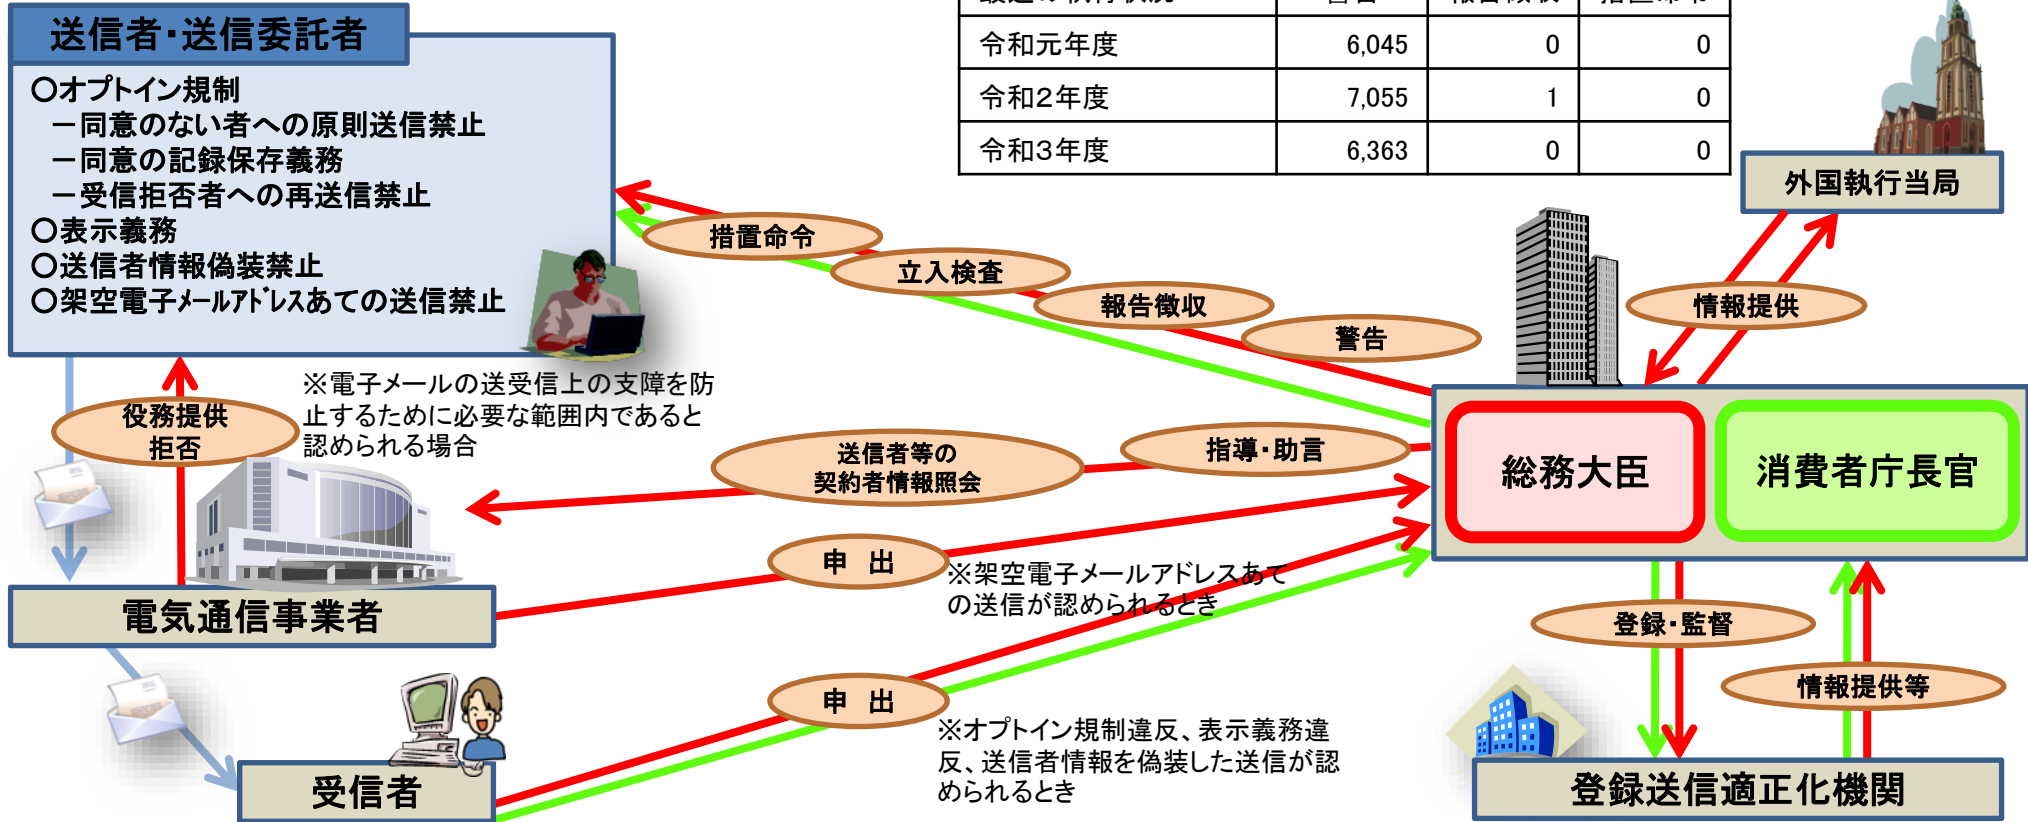 送信者・送信委託者
○オプトイン規制
－同意のない者への原則送信禁止
－同意の記録保存義務
－受信拒否者への再送信禁止
○表示義務
○送信者情報偽装禁止
○架空電子メールアドレスあての送信禁止
令和元年度 6,045 0 0
令和2年度 7,055 1 0
令和3年度 6,363 0 0
外国執行当局
措置命令
立入検査
報告徴収
警告
情報提供
※電子メールの送受信上の支障を防
止するために必要な範囲内であると
認められる場合
役務提供
拒否
送信者等の
契約者情報照会
指導・助言
総務大臣
消費者庁長官
申 出
※架空電子メールアドレスあて
の送信が認められるとき
電気通信事業者
登録・監督
情報提供等
申 出
※オプトイン規制違反、表示義務違
反、送信者情報を偽装した送信が認
められるとき
受信者
登録送信適正化機関